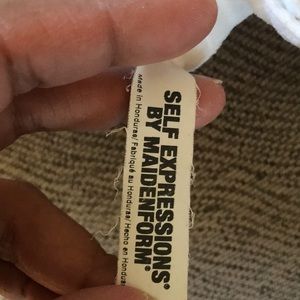 SELF EXPRESSIONS®
BY MAIDENFORM®
Made in Honduras/ Fabriqué au Honduras/ Hecho en Honduras